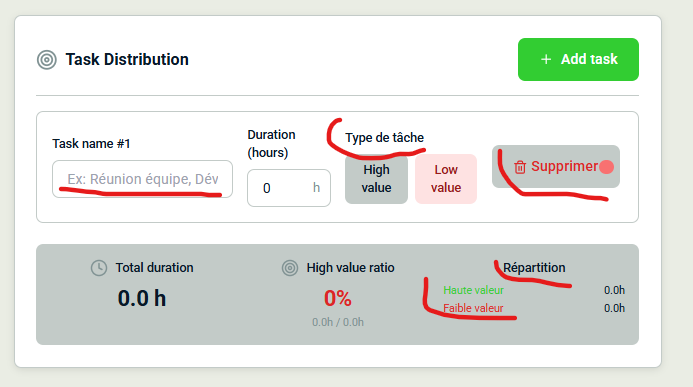 Task Distribution
+ Add task
Task name #1
Duration
(hours)
Type de tâche
Ex: Réunion équipe, Dév
0 h
High
value
Low
value
Supprimer
Total duration
0.0 h
High value ratio
0%
0.0h / 0.0h
Répartition
Haute valeur 0.0h
Faible valeur 0.0h